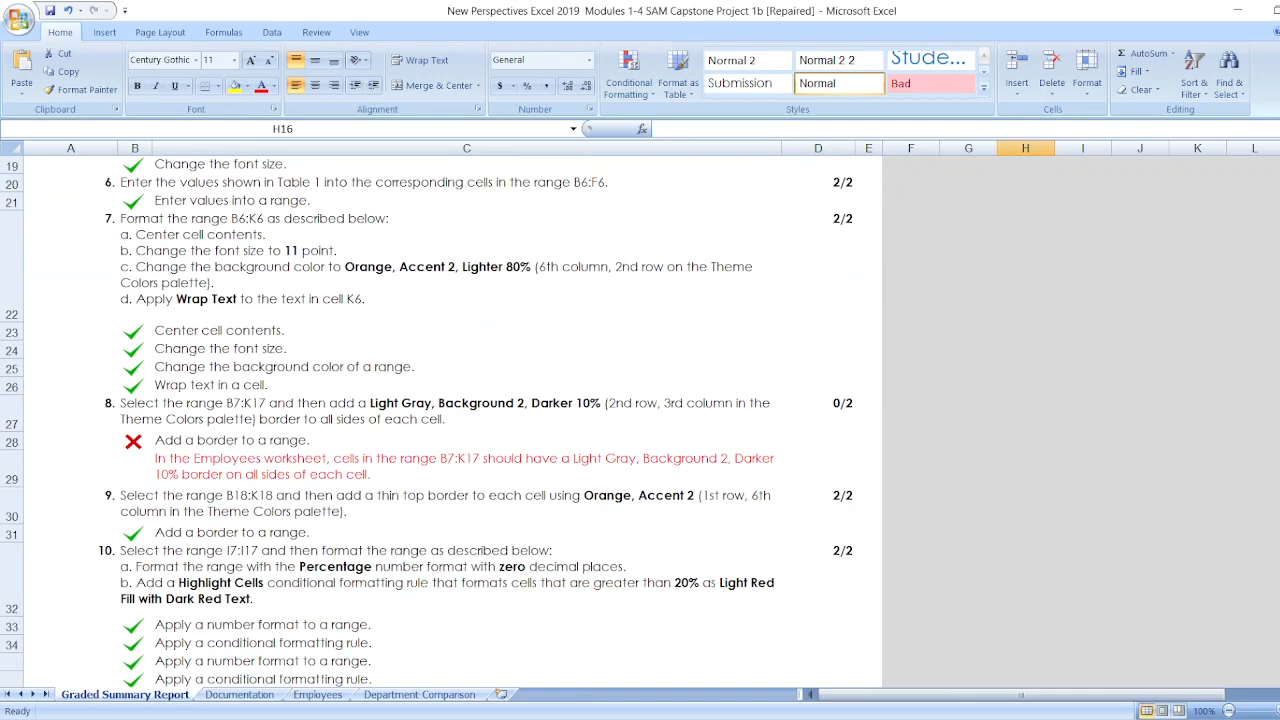 New Perspectives Excel 2019  Modules 1-4 SAM Capstone Project 1b [Repaired] - Microsoft Excel
Home Insert Page Layout Formulas Data Review View
Paste
Cut
Copy
Format Painter
Clipboard
Century Gothic 11
B I U
Font
Wrap Text
Merge & Center
Alignment
General
$ % ,
Number
Conditional Formatting
Format as Table
Normal 2 Normal 2 2 Stude...
Submission Normal Bad
Styles
Insert Delete Format
Cells
AutoSum
Fill
Clear
Sort & Filter
Find & Select
Editing
H16
fx
A B C D E F G H I J K L
19 Change the font size.
20 6. Enter the values shown in Table 1 into the corresponding cells in the range B6:F6. 2/2
21 Enter values into a range.
7. Format the range B6:K6 as described below: 2/2
a. Center cell contents.
b. Change the font size to 11 point.
c. Change the background color to Orange, Accent 2, Lighter 80% (6th column, 2nd row on the Theme
Colors palette).
d. Apply Wrap Text to the text in cell K6.
22
23 Center cell contents.
24 Change the font size.
25 Change the background color of a range.
26 Wrap text in a cell.
8. Select the range B7:K17 and then add a Light Gray, Background 2, Darker 10% (2nd row, 3rd column in the 0/2
27 Theme Colors palette) border to all sides of each cell.
28 Add a border to a range.
In the Employees worksheet, cells in the range B7:K17 should have a Light Gray, Background 2, Darker
29 10% border on all sides of each cell.
9. Select the range B18:K18 and then add a thin top border to each cell using Orange, Accent 2 (1st row, 6th 2/2
30 column in the Theme Colors palette).
31 Add a border to a range.
10. Select the range I7:I17 and then format the range as described below: 2/2
a. Format the range with the Percentage number format with zero decimal places.
b. Add a Highlight Cells conditional formatting rule that formats cells that are greater than 20% as Light Red
Fill with Dark Red Text.
32
33 Apply a number format to a range.
34 Apply a conditional formatting rule.
Apply a number format to a range.
Apply a conditional formatting rule.
Graded Summary Report Documentation Employees Department Comparison
Ready 100%